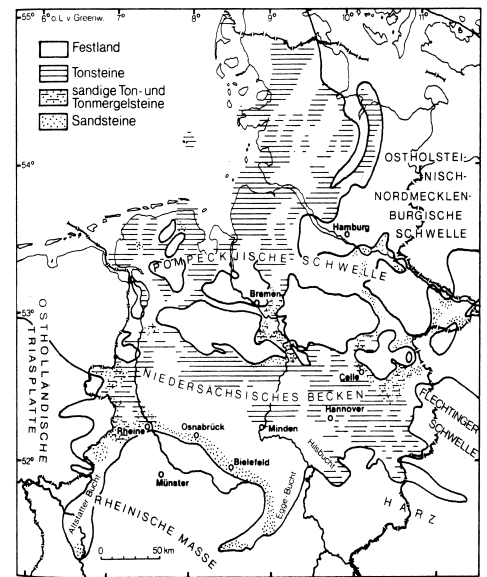 55°
6°ö.L.v.Greenw.
7°
8°
9°
10°
11°
Festland
Tonsteine
sandige Ton- und
Tonmergelsteine
Sandsteine
54°
OSTHOLSTEI-
NISCH-
NORDMECKLEN-
BURGISCHE
SCHWELLE
Hamburg
POMPECKJISCHE SCHWELLE
Bremen
53°
OSTHOLLÄNDISCHE
TRIASPLATTE
NIEDERSÄCHSISCHES BECKEN
Celle
Hannover
FLECHTINGER
SCHWELLE
Rheine
Osnabrück
Minden
Hilsbucht
52°
Bielefeld
Münster
Altstätter Bucht
Egge-Bucht
RHEINISCHE MASSE
HARZ
0 50 km